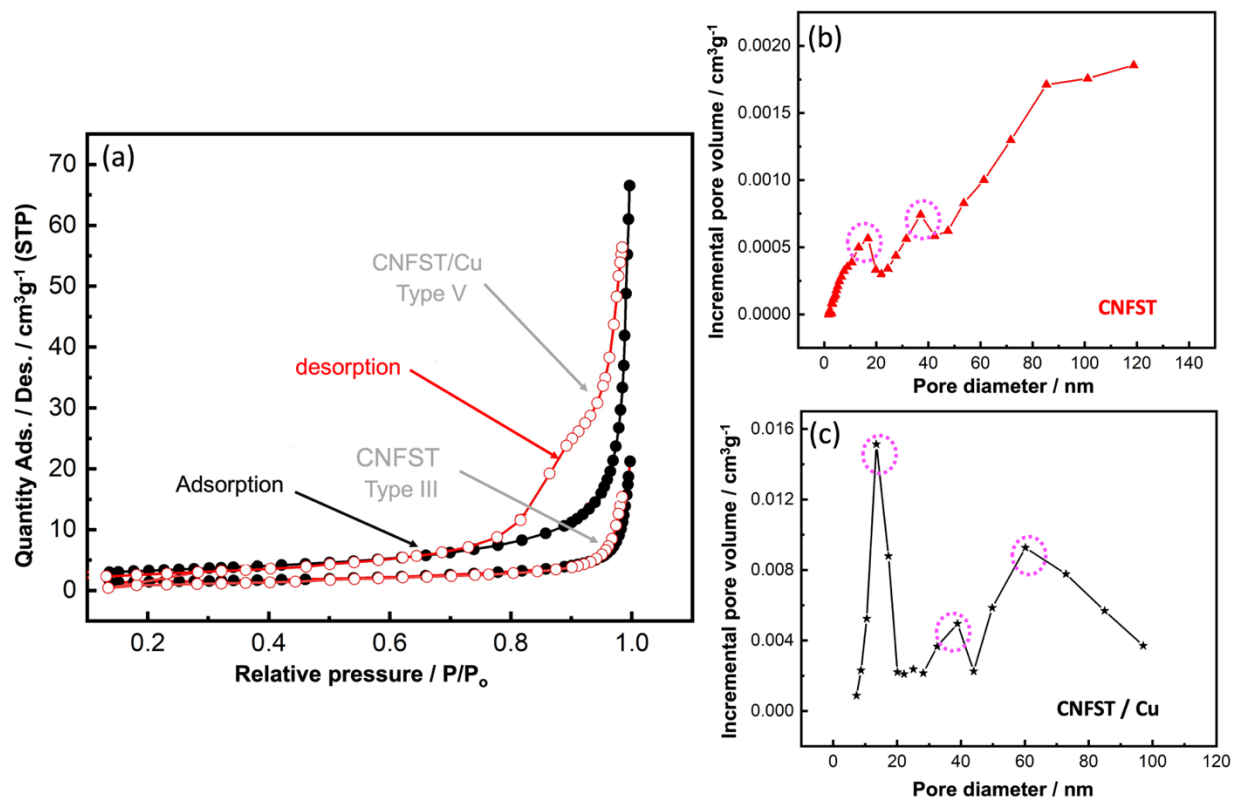 (a)
Quantity Ads. / Des. / cm³g⁻¹ (STP)
70
60
50
40
30
20
10
0
CNFST/Cu
Type V
desorption
CNFST
Type III
Adsorption
0.2
0.4
0.6
0.8
1.0
Relative pressure / P/Pₒ
(b)
Incremental pore volume / cm³g⁻¹
0.0020
0.0015
0.0010
0.0005
0.0000
CNFST
0
20
40
60
80
100
120
140
Pore diameter / nm
(c)
Incremental pore volume / cm³g⁻¹
0.016
0.012
0.008
0.004
0.000
CNFST / Cu
0
20
40
60
80
100
120
Pore diameter / nm